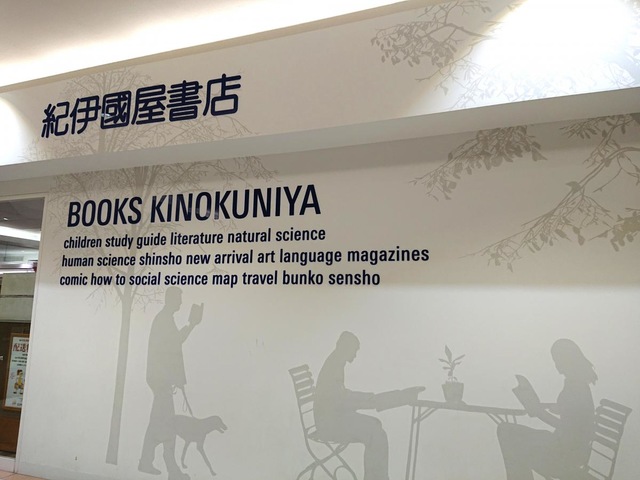 紀伊國屋書店
BOOKS KINOKUNIYA
children study guide literature natural science
human science shinsho new arrival art language magazines
comic how to social science map travel bunko sensho